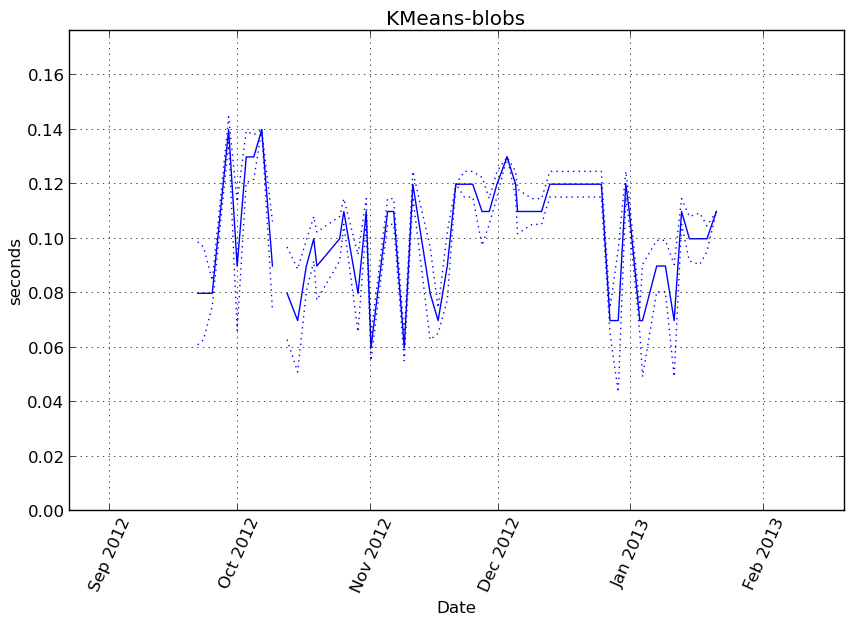 KMeans-blobs
0.16
0.14
0.12
0.10
0.08
0.06
0.04
0.02
0.00
seconds
Sep 2012
Oct 2012
Nov 2012
Dec 2012
Jan 2013
Feb 2013
Date